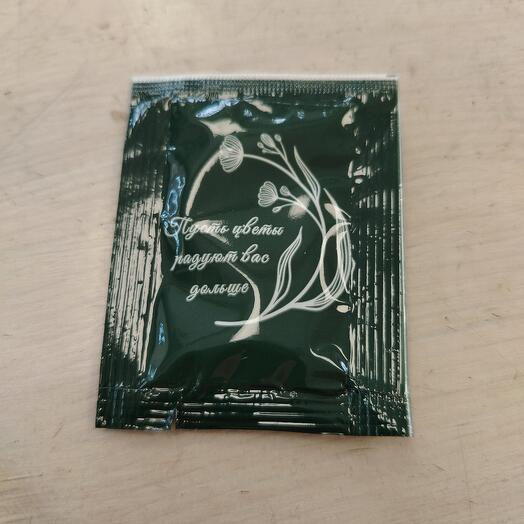 Пусть цветы
радуют вас
дольше